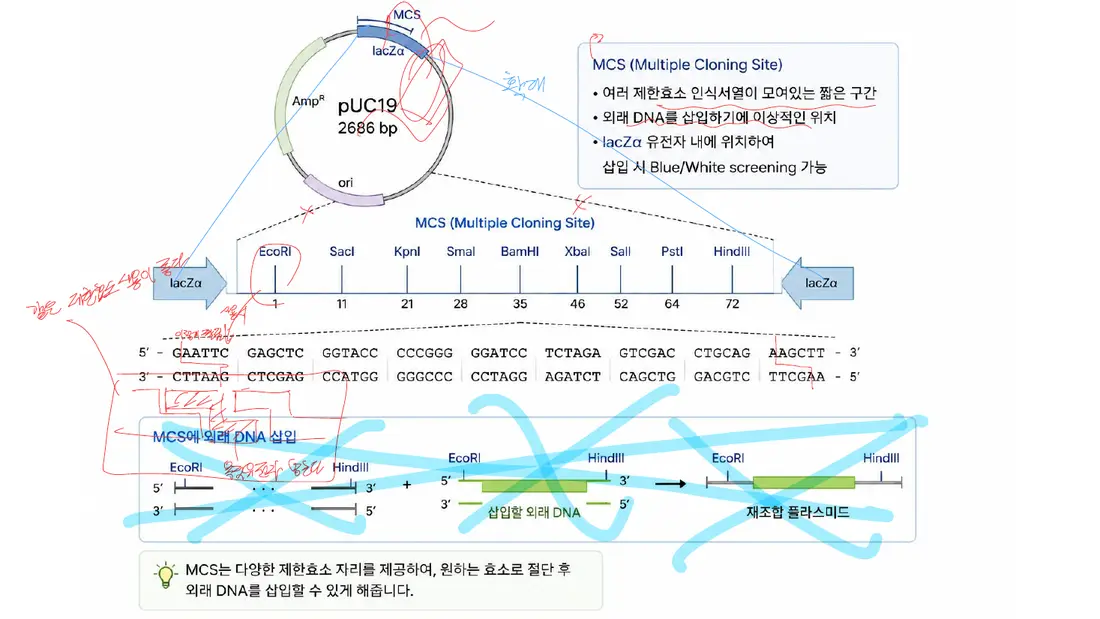 MCS
lacZα
Amp^R
pUC19
2686 bp
ori
확대
MCS (Multiple Cloning Site)
• 여러 제한효소 인식서열이 모여있는 짧은 구간
• 외래 DNA를 삽입하기에 이상적인 위치
• lacZα 유전자 내에 위치하여
삽입 시 Blue/White screening 가능
MCS (Multiple Cloning Site)
EcoRI SacI KpnI SmaI BamHI XbaI SalI PstI HindIII
lacZα lacZα
1 11 21 28 35 46 52 64 72
같은 제한효소
5' - GAATTC GAGCTC GGTACC CCCGGG GGATCC TCTAGA GTCGAC CTGCAG AAGCTT - 3'
3' - CTTAAG CTCGAG CCATGG GGGCCC CCTAGG AGATCT CAGCTG GACGTC TTCGAA - 5'
MCS에 외래 DNA 삽입
EcoRI HindIII EcoRI HindIII EcoRI HindIII
5' ··· 3' + 5' 3'
3' ··· 5' 3' 5'
삽입할 외래 DNA 재조합 플라스미드
MCS는 다양한 제한효소 자리를 제공하여, 원하는 효소로 절단 후
외래 DNA를 삽입할 수 있게 해줍니다.